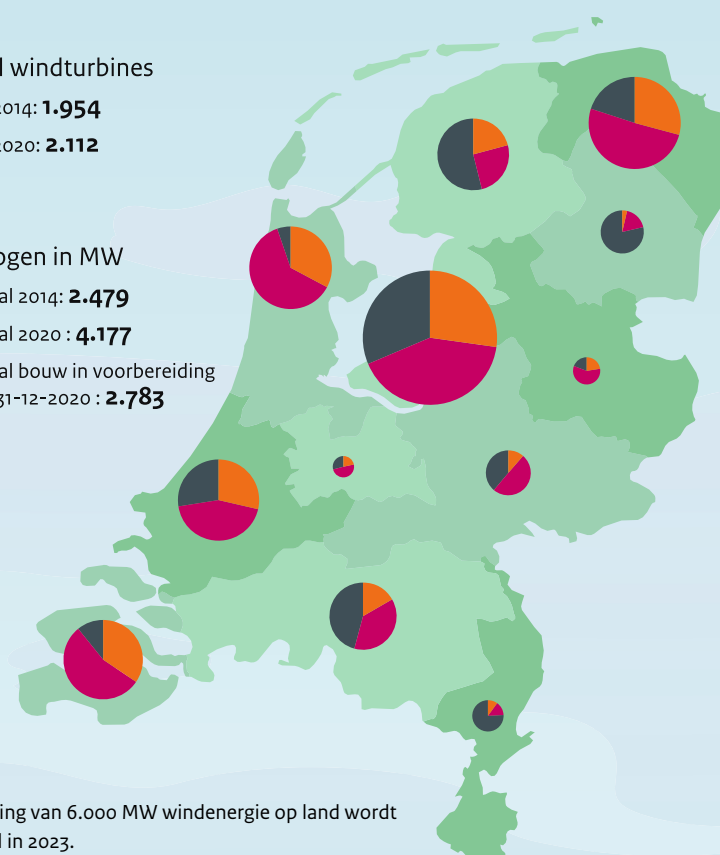 windturbines
2014: 1.954
2020: 2.112
ogen in MW
al 2014: 2.479
al 2020 : 4.177
al bouw in voorbereiding
31-12-2020 : 2.783
ing van 6.000 MW windenergie op land wordt
in 2023.